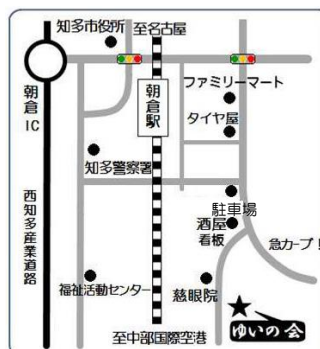 至名古屋
知多市役所
ファミリーマート
朝倉駅
タイヤ屋
朝倉IC
知多警察署
駐車場
酒屋
看板
急カーブ!
西知多産業道路
福祉活動センター
慈眼院
ゆいの会
至中部国際空港